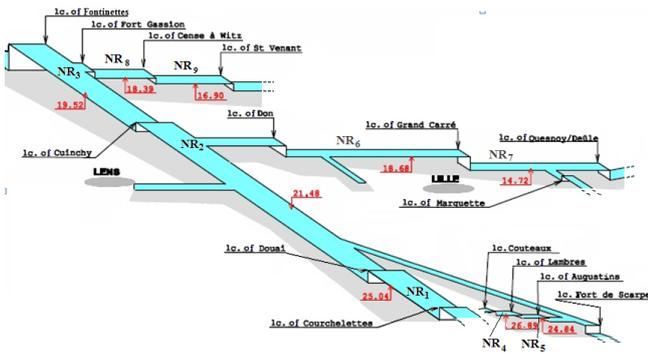 lc. of Fontinettes
lc. of Fort Gassion
lc. of Cense à Witz
lc. of St Venant
NR3
NR8
NR9
19.52
18.39
16.90
lc. of Don
lc. of Grand Carré
lc. of Quesnoy/Deûle
lc. of Cuinchy
NR2
NR6
NR7
LENS
18.68
LILLE
14.72
lc. of Marquette
21.48
lc. of Douai
lc. Couteaux
lc. of Lambres
lc. of Augustins
lc. Fort de Scarpe
25.04
NR1
lc. of Courchelettes
NR4
26.89
NR5
24.84